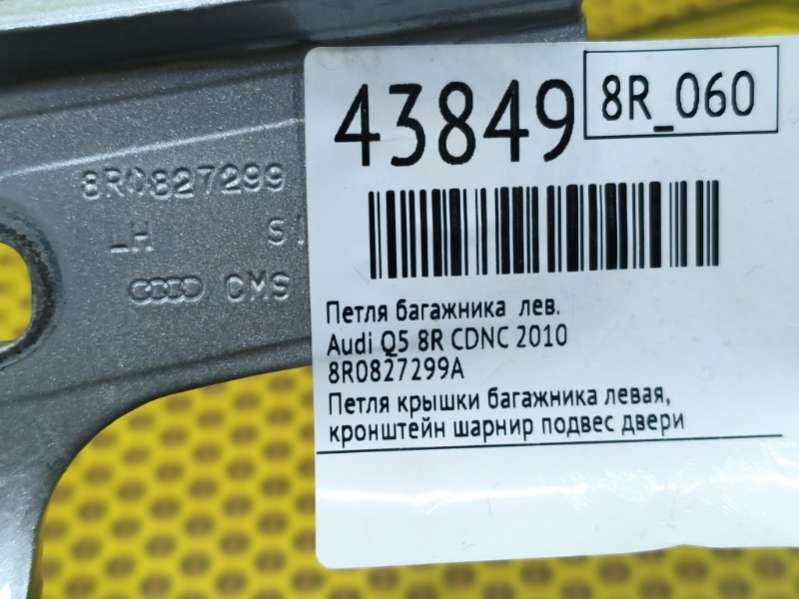 43849
8R_060
8R0827299
LH
CMS
Петля багажника лев.
Audi Q5 8R CDNC 2010
8R0827299A
Петля крышки багажника левая,
кронштейн шарнир подвес двери